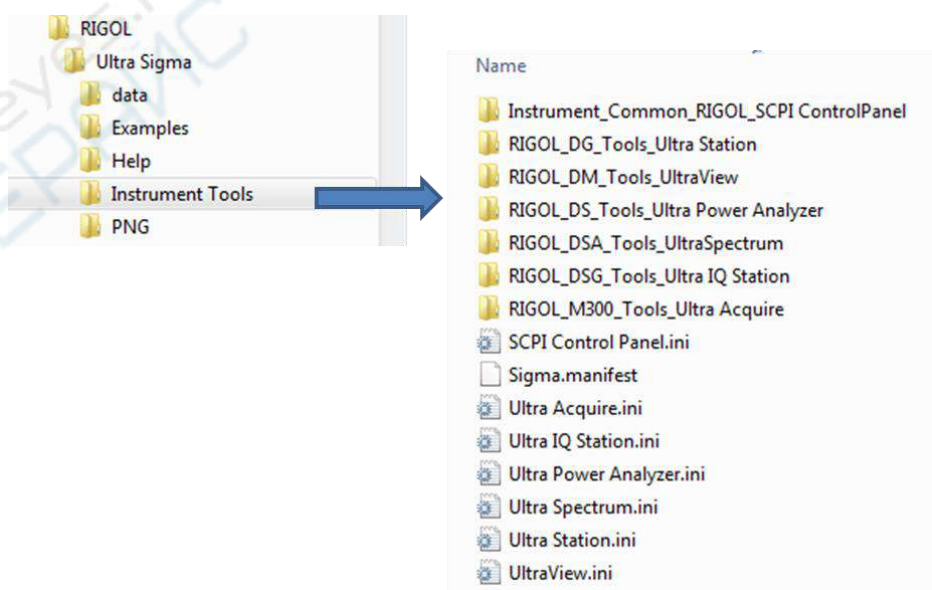 RIGOL
Ultra Sigma
data
Examples
Help
Instrument Tools
PNG
Name
Instrument_Common_RIGOL_SCPI ControlPanel
RIGOL_DG_Tools_Ultra Station
RIGOL_DM_Tools_UltraView
RIGOL_DS_Tools_Ultra Power Analyzer
RIGOL_DSA_Tools_UltraSpectrum
RIGOL_DSG_Tools_Ultra IQ Station
RIGOL_M300_Tools_Ultra Acquire
SCPI Control Panel.ini
Sigma.manifest
Ultra Acquire.ini
Ultra IQ Station.ini
Ultra Power Analyzer.ini
Ultra Spectrum.ini
Ultra Station.ini
UltraView.ini